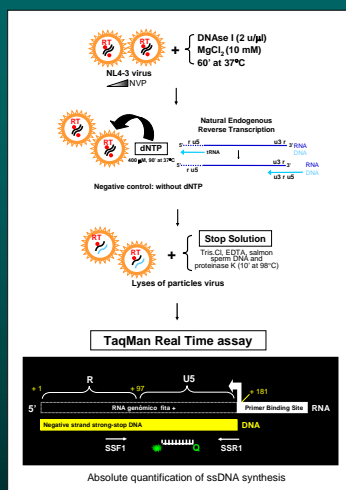 RT RT
+
DNAse I (2 u/µl)
MgCl2 (10 mM)
60' at 37ºC
NL4-3 virus
NVP
RT
RT
dNTP
400 µM, 90' at 37ºC
Negative control: without dNTP
Natural Endogenous
Reverse Transcription
r u5 u3 r
5' 3' RNA
tRNA DNA
u3 r
r u5 RNA
DNA
u3 r u5
RT
RT
+
Stop Solution
Tris.Cl, EDTA, salmon
sperm DNA and
proteinase K (10' at 98ºC)
Lyses of particles virus
TaqMan Real Time assay
+ 1 R +97 U5 + 181
5' RNA genómico fita + Primer Binding Site RNA
Negative strand strong-stop DNA DNA
SSF1 Q SSR1
Absolute quantification of ssDNA synthesis